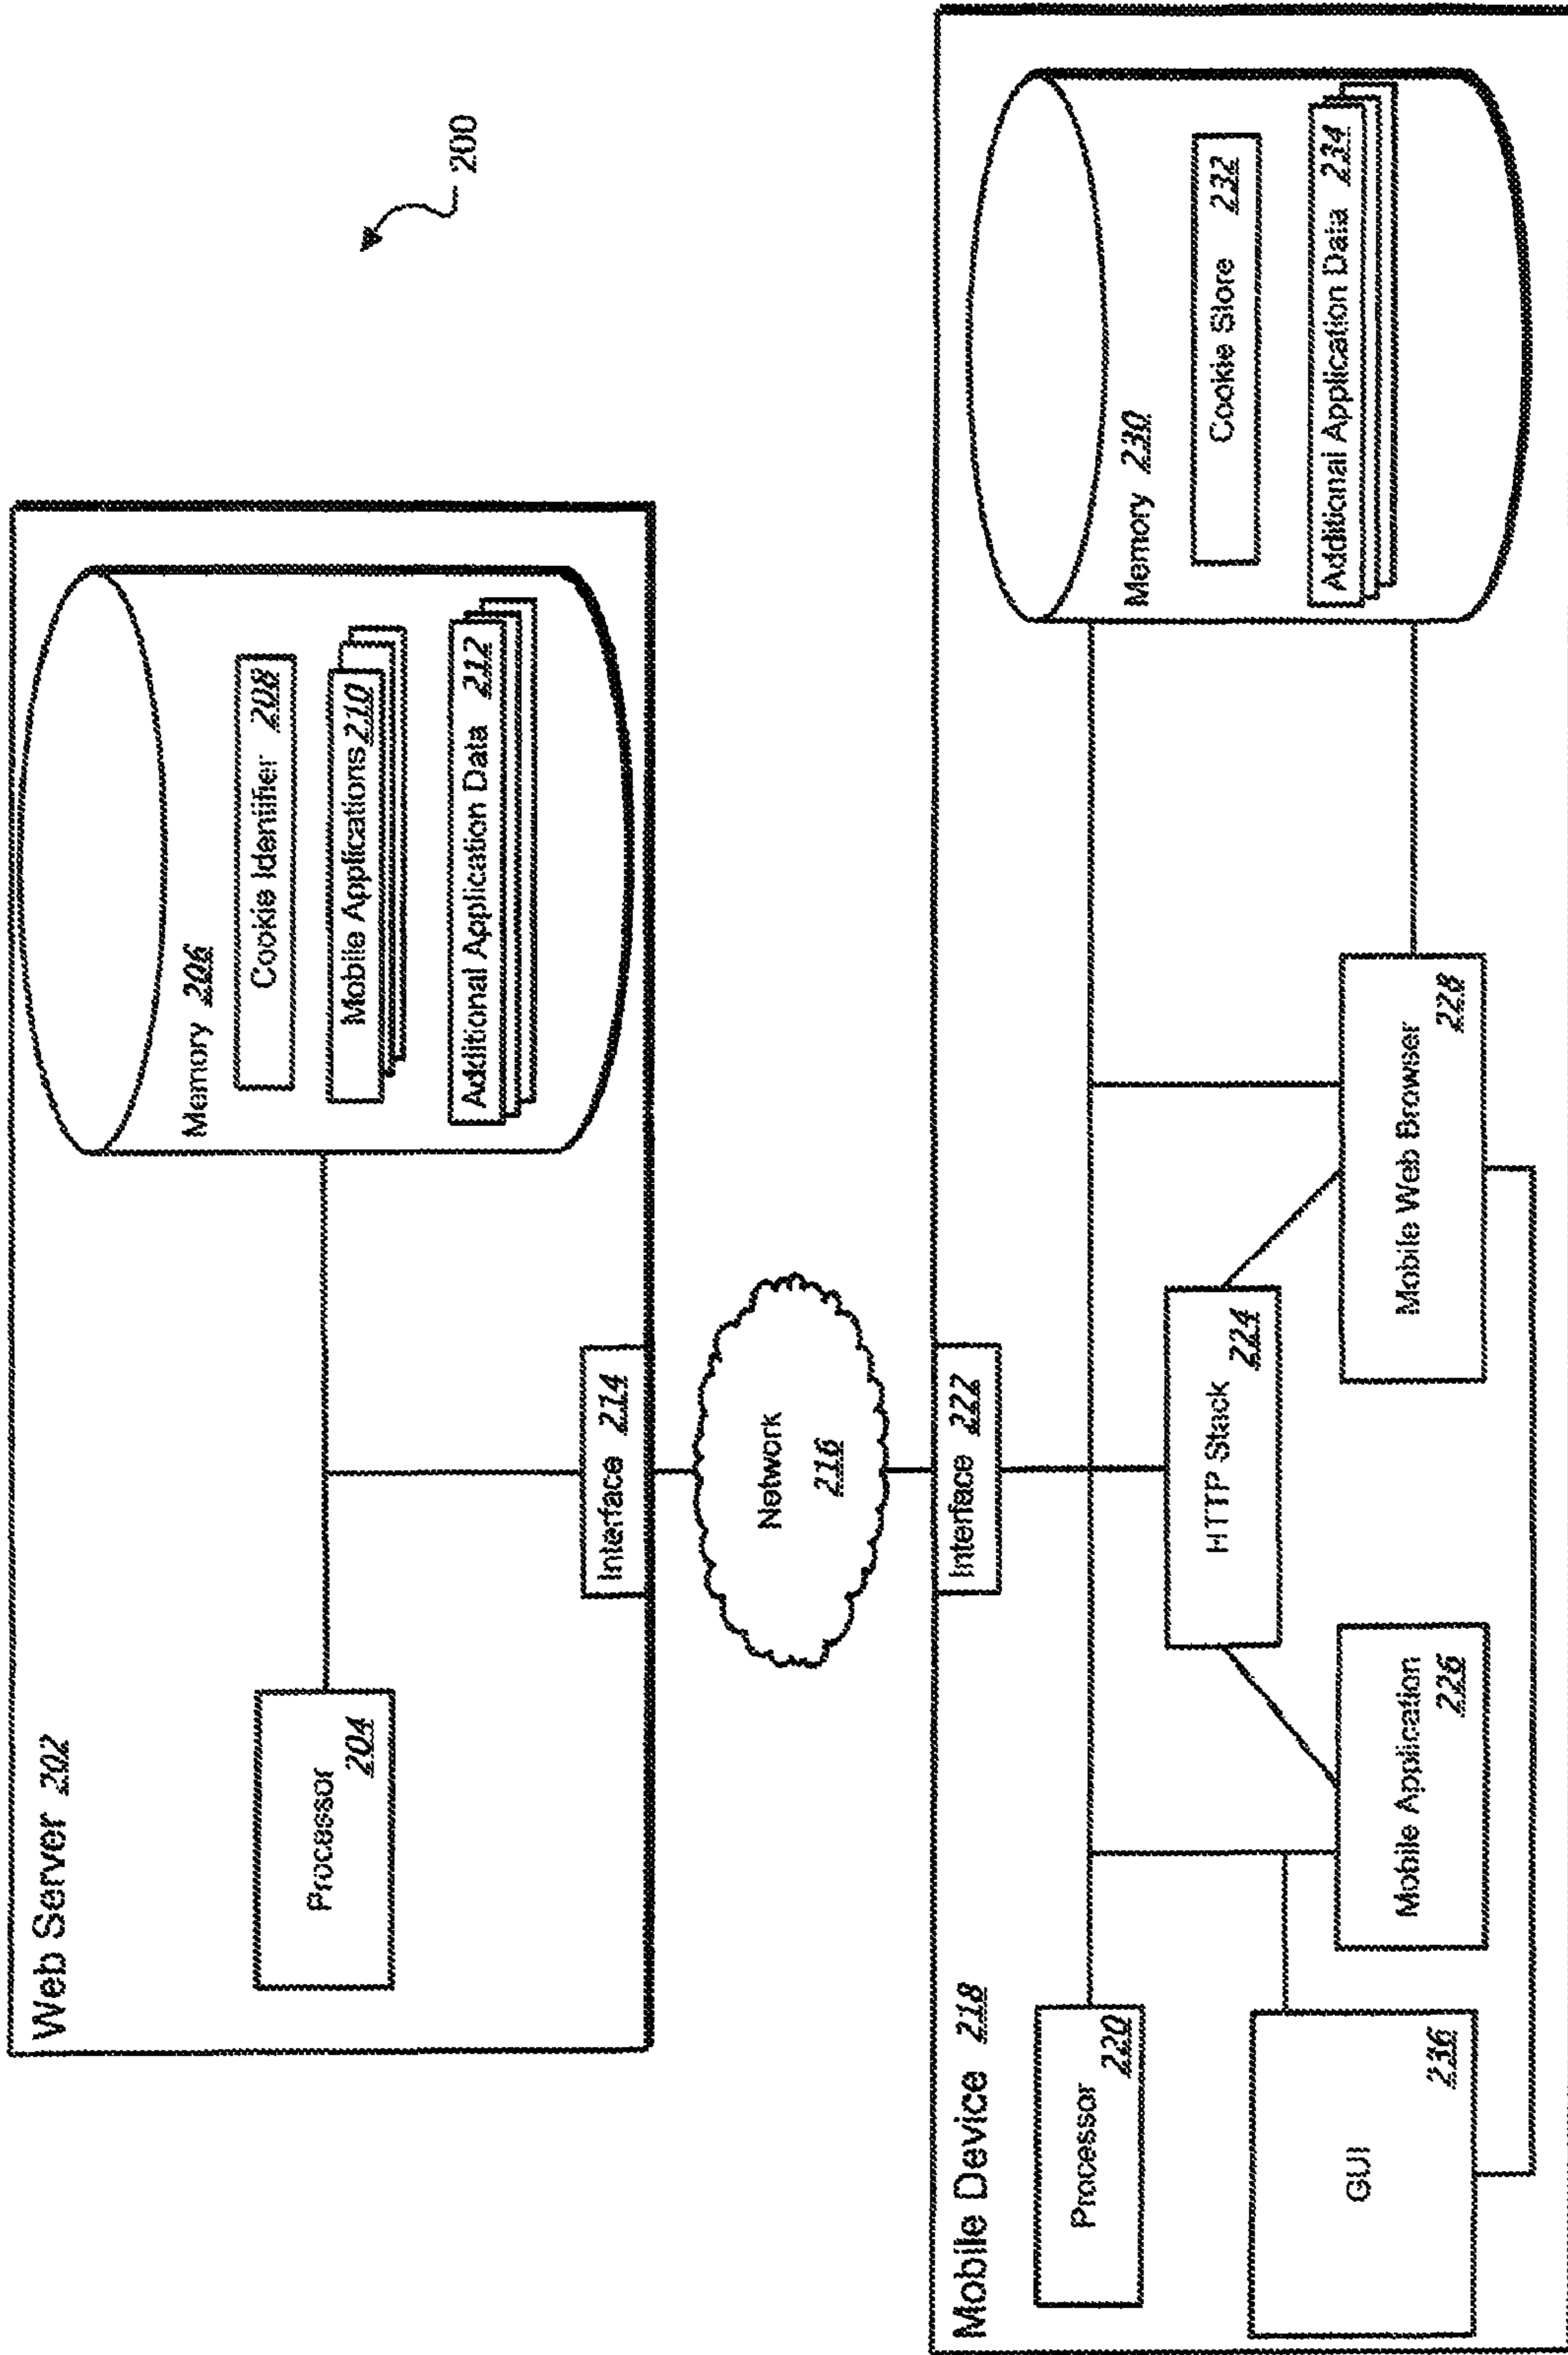 200
Web Server 202
Processor
204
Memory 206
Cookie Identifier 208
Mobile Applications 210
Additional Application Data 212
Interface 214
Network
216
Mobile Device 218
Interface 222
Processor
220
HTTP Stack
224
GUI
236
Mobile Application
226
Mobile Web Browser
228
Memory 230
Cookie Store 232
Additional Application Data 234